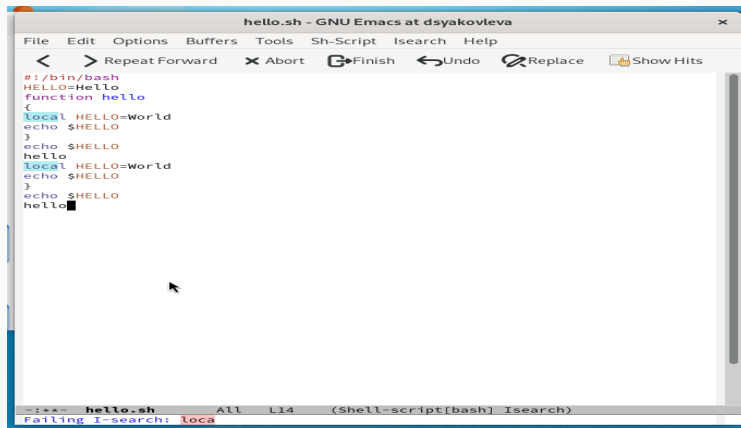 hello.sh - GNU Emacs at dsyakovleva
File Edit Options Buffers Tools Sh-Script Isearch Help
Repeat Forward Abort Finish Undo Replace Show Hits
#!/bin/bash
HELLO=Hello
function hello
{
local HELLO=World
echo $HELLO
}
echo $HELLO
hello
local HELLO=World
echo $HELLO
}
echo $HELLO
hello
-:**- hello.sh All L14 (Shell-script[bash] Isearch)
Failing I-search: loca